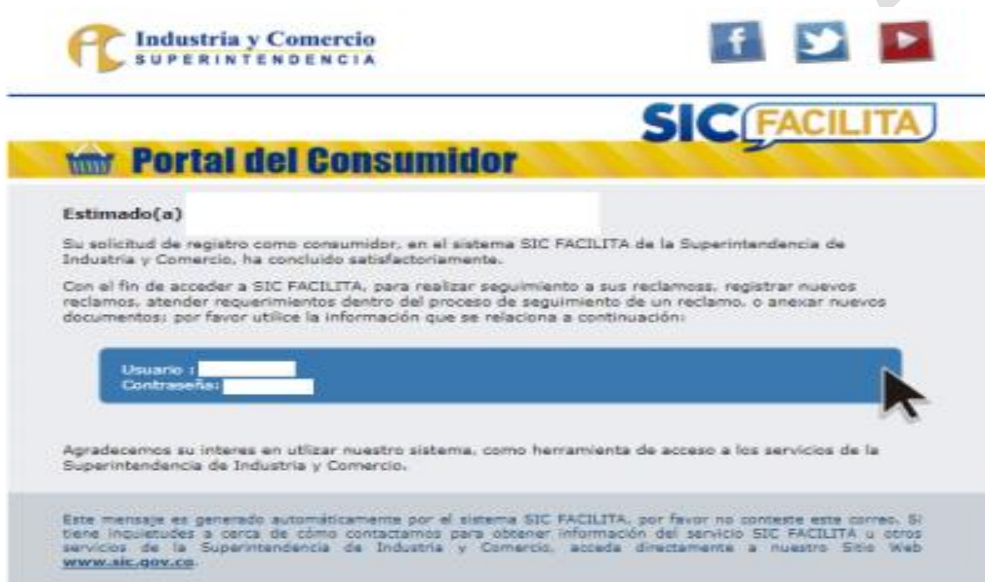 Industria y Comercio
SUPERINTENDENCIA
SIC FACILITA
Portal del Consumidor
Estimado(a)
Su solicitud de registro como consumidor, en el sistema SIC FACILITA de la Superintendencia de
Industria y Comercio, ha concluido satisfactoriamente.
Con el fin de acceder a SIC FACILITA, para realizar seguimiento a sus reclamoss, registrar nuevos
reclamos, atender requerimientos dentro del proceso de seguimiento de un reclamo, o anexar nuevos
documentos; por favor utilice la información que se relaciona a continuación:
Usuario :
Contraseña:
Agradecemos su interes en utlizar nuestro sistema, como herramienta de acceso a los servicios de la
Superintendencia de Industria y Comercio.
Este mensaje es generado automáticamente por el sistema SIC FACILITA, por favor no conteste este correo. Si
tiene inquietudes a cerca de cómo contactarnos para obtener información del servicio SIC FACILITA u otros
servicios de la Superintendencia de Industria y Comercio, acceda directamente a nuestro Sitio Web
www.sic.gov.co.